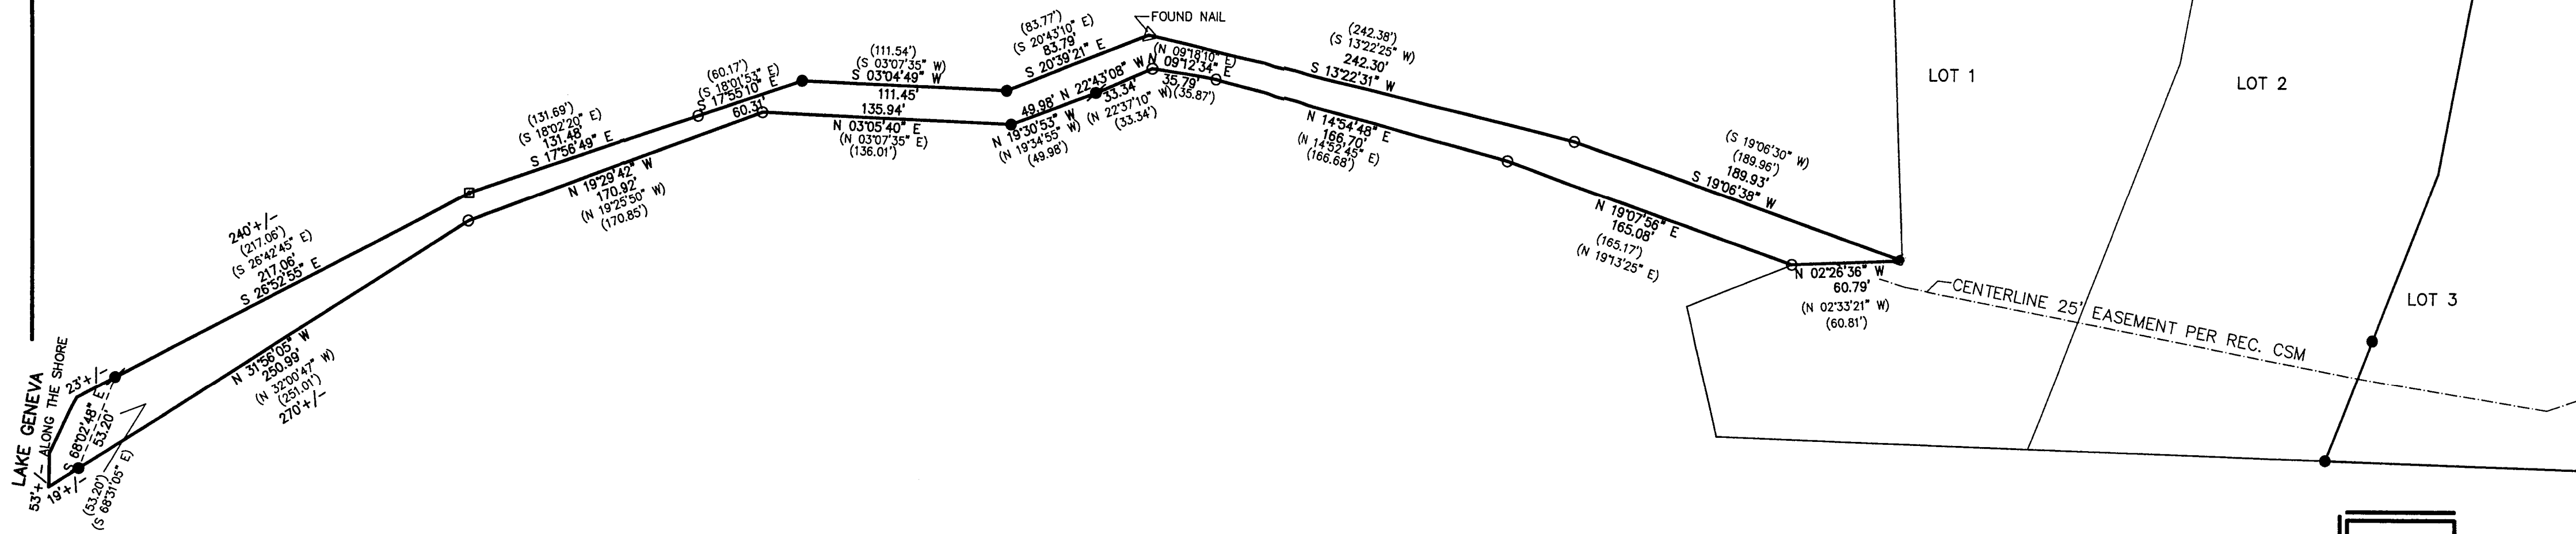 FOUND NAIL
(83.77')
(S 20°43'10" E)
83.79'
S 20°39'21" E
(242.38')
(S 13°22'25" W)
242.30'
S 13°22'31" W
(111.54')
(S 03°07'35" W)
S 03°04'49" W
111.45'
(60.17')
(S 18°01'53" E)
S 17°55'10" E
60.31'
(131.69')
(S 18°02'20" E)
131.48'
S 17°56'49" E
(N 09°18'10" E)
N 09°12'34" E
35.79'
(35.87')
N 22°43'08" W
33.34'
(N 22°37'10" W)
(33.34')
49.98'
N 19°30'53" W
(N 19°34'55" W)
(49.98')
135.94'
N 03°05'40" E
(N 03°07'35" E)
(136.01')
N 14°54'48" E
166.70'
(N 14°52'45" E)
(166.68')
(S 19°06'30" W)
(189.96')
189.93'
S 19°06'38" W
N 19°29'42" W
170.92'
(N 19°25'50" W)
(170.85')
N 19°07'56" E
165.08'
(165.17')
(N 19°13'25" E)
240'+/-
(217.06')
(S 26°42'45" E)
217.06'
S 26°52'55" E
N 02°26'36" W
60.79'
(N 02°33'21" W)
(60.81')
LOT 1
LOT 2
LOT 3
CENTERLINE 25' EASEMENT PER REC. CSM
N 31°56'05" W
250.99'
(N 32°00'47" W)
(251.01')
270'+/-
LAKE GENEVA
53'+/- ALONG THE SHORE
23'+/-
S 68°02'48" E
53.20'
19'+/-
(53.20')
(S 68°31'05" E)